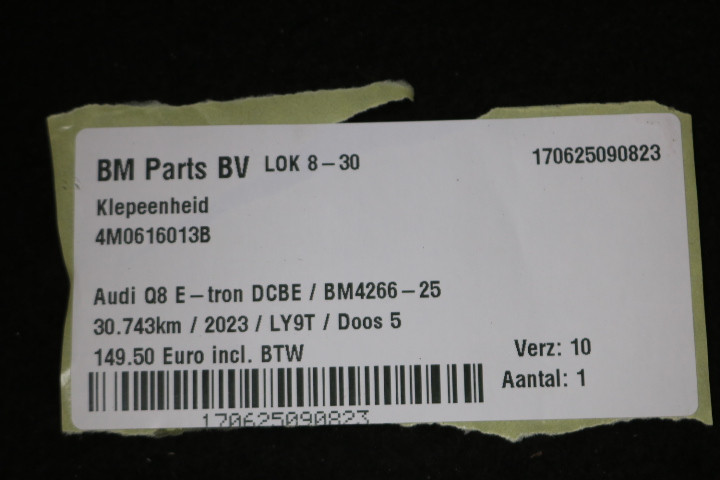 BM Parts BV LOK 8-30 170625090823
Klepeenheid
4M0616013B
Audi Q8 E-tron DCBE / BM4266-25
30.743km / 2023 / LY9T / Doos 5
149.50 Euro incl. BTW Verz: 10
Aantal: 1
170625090823